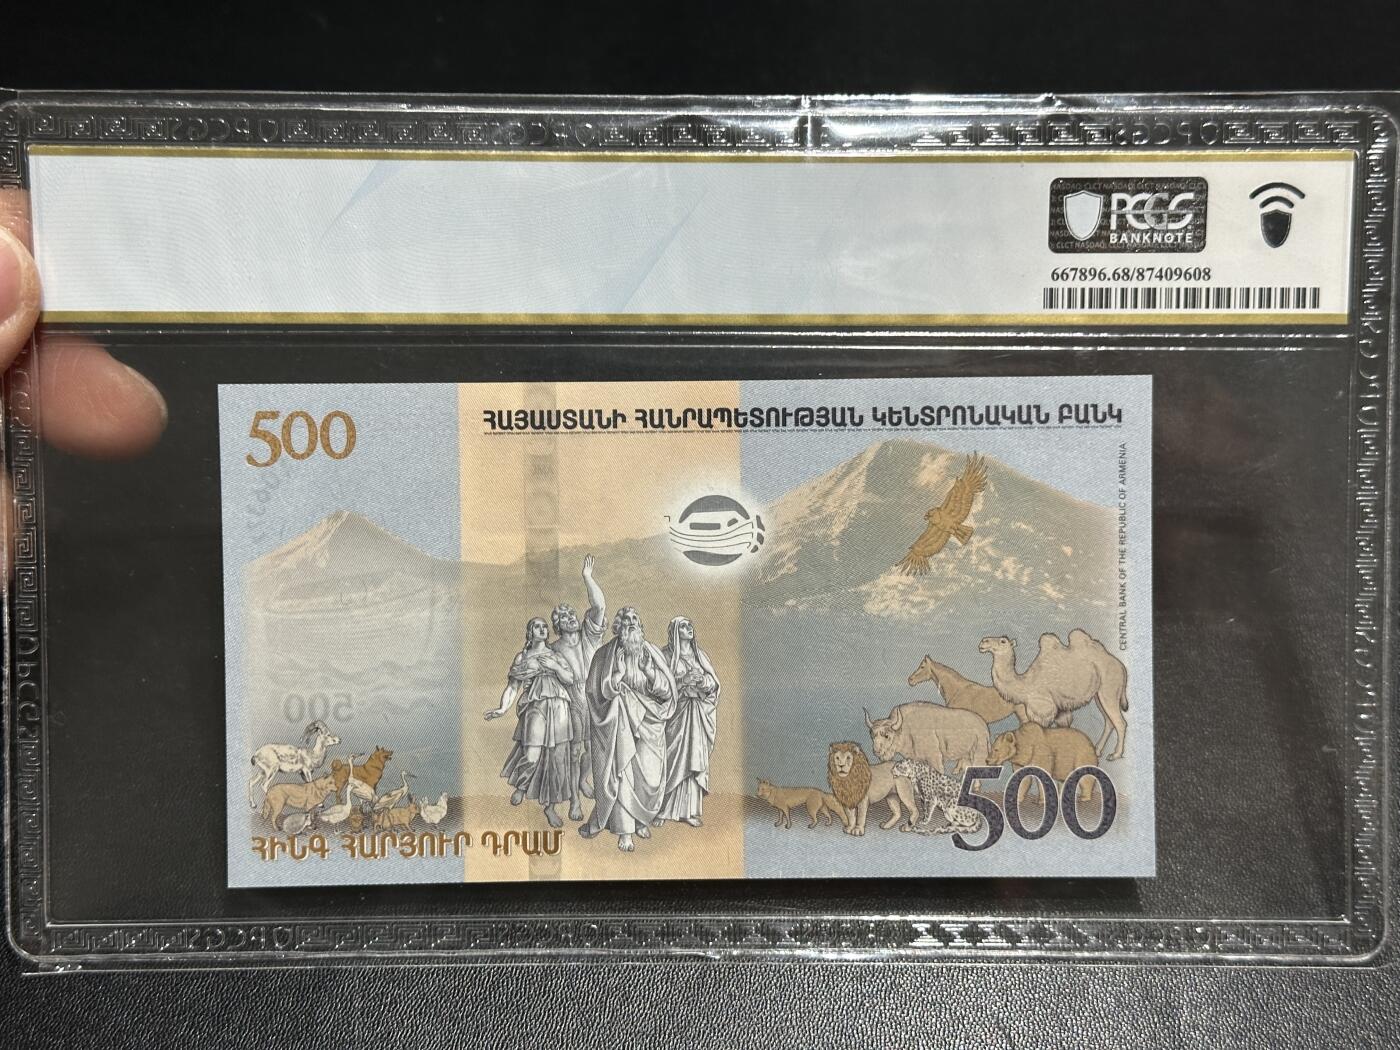 PCGS
BANKNOTE
667896.68/87409608
500
ՀԱՅԱՍՏԱՆԻ ՀԱՆՐԱՊԵՏՈՒԹՅԱՆ ԿԵՆՏՐՈՆԱԿԱՆ ԲԱՆԿ
CENTRAL BANK OF THE REPUBLIC OF ARMENIA
500
500
ՀԻՆԳ ՀԱՐՅՈՒՐ ԴՐԱՄ